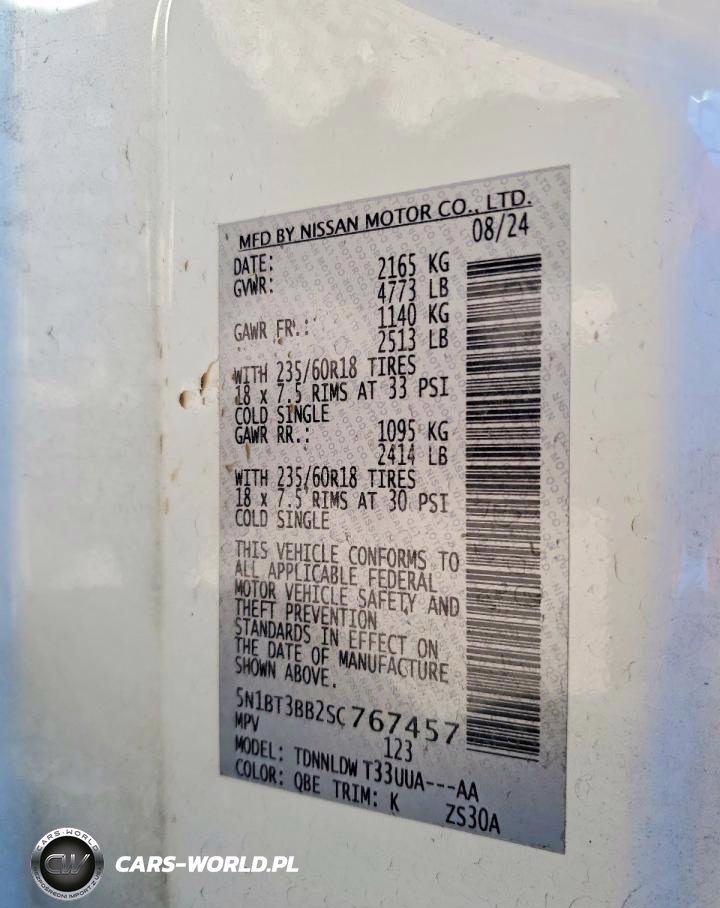 MFD BY NISSAN MOTOR CO., LTD.
DATE: 08/24
GVWR: 2165 KG
4773 LB
GAWR FR.: 1140 KG
2513 LB
WITH 235/60R18 TIRES
18 x 7.5 RIMS AT 33 PSI
COLD SINGLE
GAWR RR.: 1095 KG
2414 LB
WITH 235/60R18 TIRES
18 x 7.5 RIMS AT 30 PSI
COLD SINGLE
THIS VEHICLE CONFORMS TO
ALL APPLICABLE FEDERAL
MOTOR VEHICLE SAFETY AND
THEFT PREVENTION
STANDARDS IN EFFECT ON
THE DATE OF MANUFACTURE
SHOWN ABOVE.
5N1BT3BB2SC767457
MPV 123
MODEL: TDNNLDW T33UUA---AA
COLOR: QBE TRIM: K ZS30A
CARS-WORLD
CW
CARS-WORLD.PL